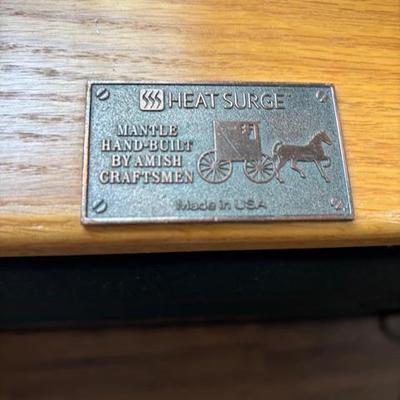 HEAT SURGE
MANTLE
HAND-BUILT
BY AMISH
CRAFTSMEN
Made in USA